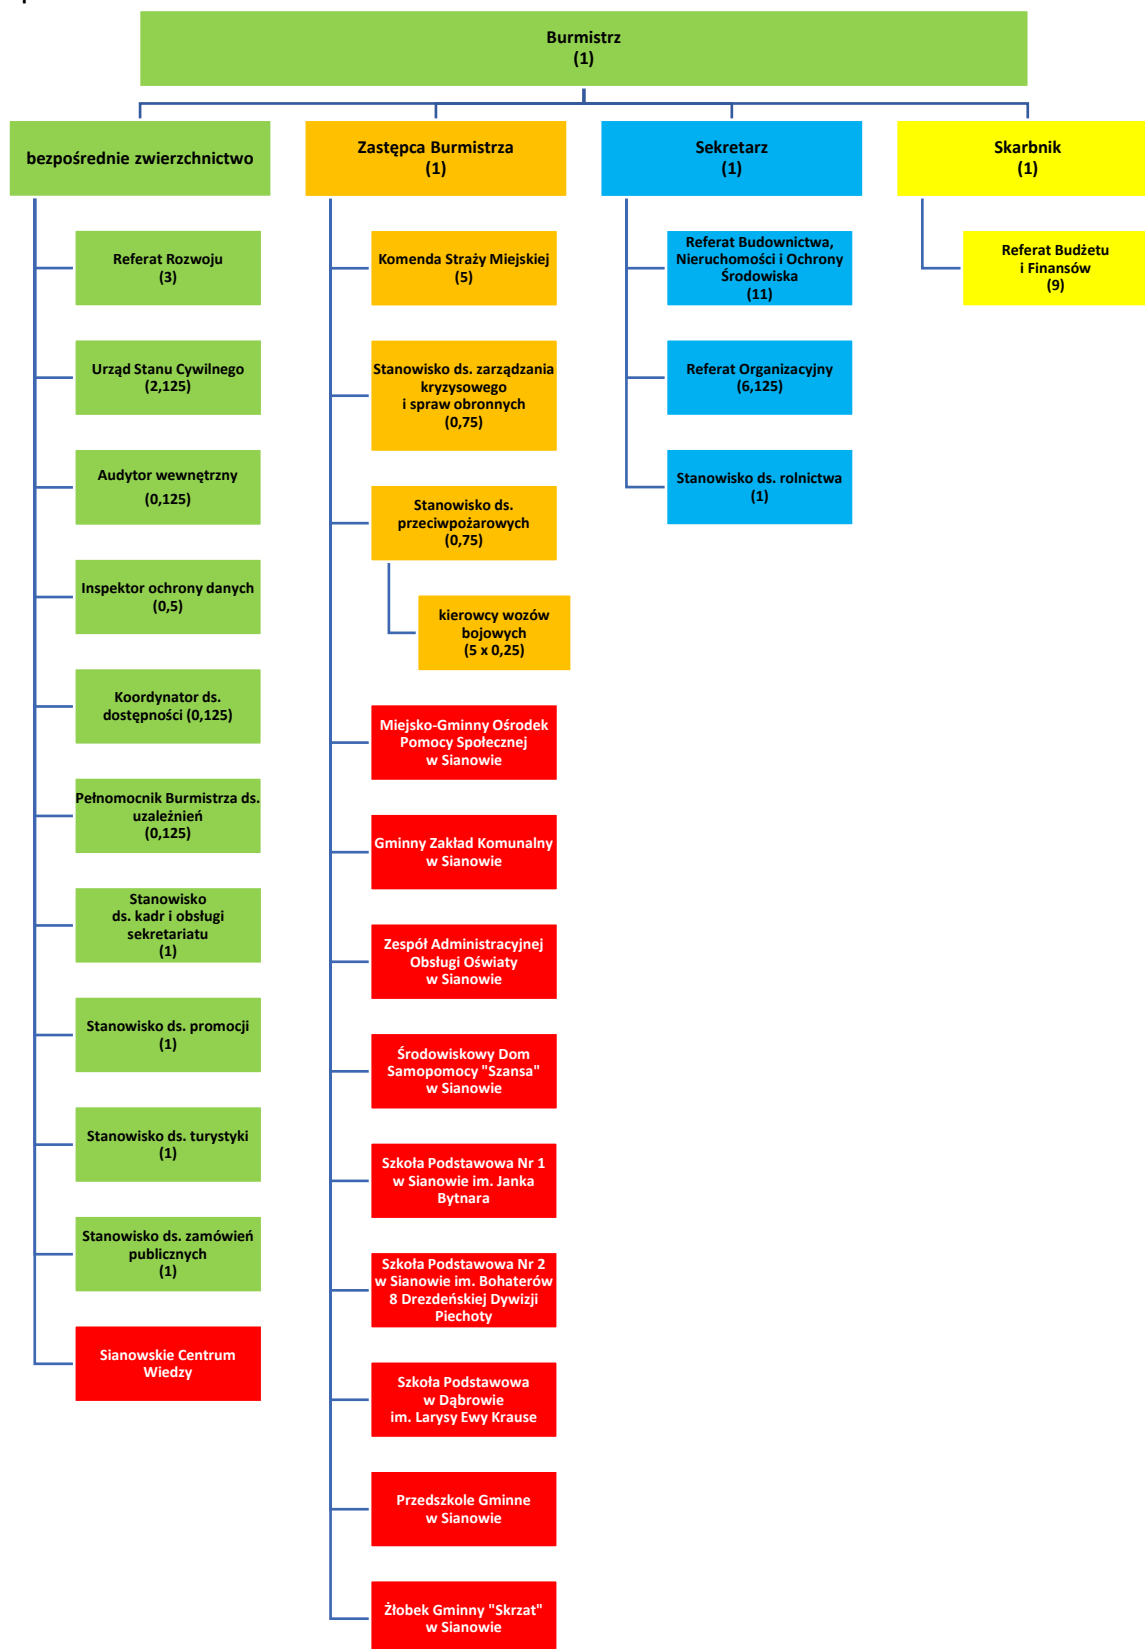 Burmistrz
(1)
bezpośrednie zwierzchnictwo
Zastępca Burmistrza
(1)
Sekretarz
(1)
Skarbnik
(1)
Referat Rozwoju
(3)
Urząd Stanu Cywilnego
(2,125)
Audytor wewnętrzny
(0,125)
Inspektor ochrony danych
(0,5)
Koordynator ds.
dostępności (0,125)
Pełnomocnik Burmistrza ds.
uzależnień
(0,125)
Stanowisko
ds. kadr i obsługi
sekretariatu
(1)
Stanowisko ds. promocji
(1)
Stanowisko ds. turystyki
(1)
Stanowisko ds. zamówień
publicznych
(1)
Sianowskie Centrum
Wiedzy
Komenda Straży Miejskiej
(5)
Stanowisko ds. zarządzania
kryzysowego
i spraw obronnych
(0,75)
Stanowisko ds.
przeciwpożarowych
(0,75)
kierowcy wozów
bojowych
(5 x 0,25)
Miejsko-Gminny Ośrodek
Pomocy Społecznej
w Sianowie
Gminny Zakład Komunalny
w Sianowie
Zespół Administracyjnej
Obsługi Oświaty
w Sianowie
Środowiskowy Dom
Samopomocy "Szansa"
w Sianowie
Szkoła Podstawowa Nr 1
w Sianowie im. Janka
Bytnara
Szkoła Podstawowa Nr 2
w Sianowie im. Bohaterów
8 Drezdeńskiej Dywizji
Piechoty
Szkoła Podstawowa
w Dąbrowie
im. Larysy Ewy Krause
Przedszkole Gminne
w Sianowie
Żłobek Gminny "Skrzat"
w Sianowie
Referat Budownictwa,
Nieruchomości i Ochrony
Środowiska
(11)
Referat Organizacyjny
(6,125)
Stanowisko ds. rolnictwa
(1)
Referat Budżetu
i Finansów
(9)